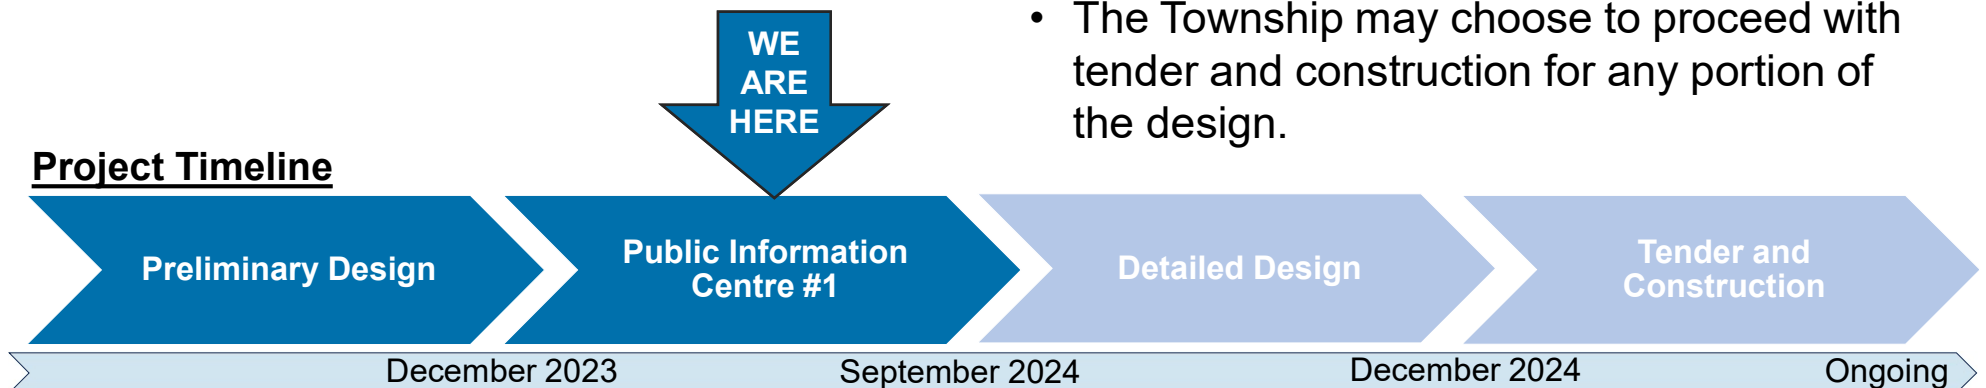 WE
ARE
HERE
• The Township may choose to proceed with
tender and construction for any portion of
the design.
Project Timeline
Preliminary Design
Public Information
Centre #1
Detailed Design
Tender and
Construction
December 2023
September 2024
December 2024
Ongoing